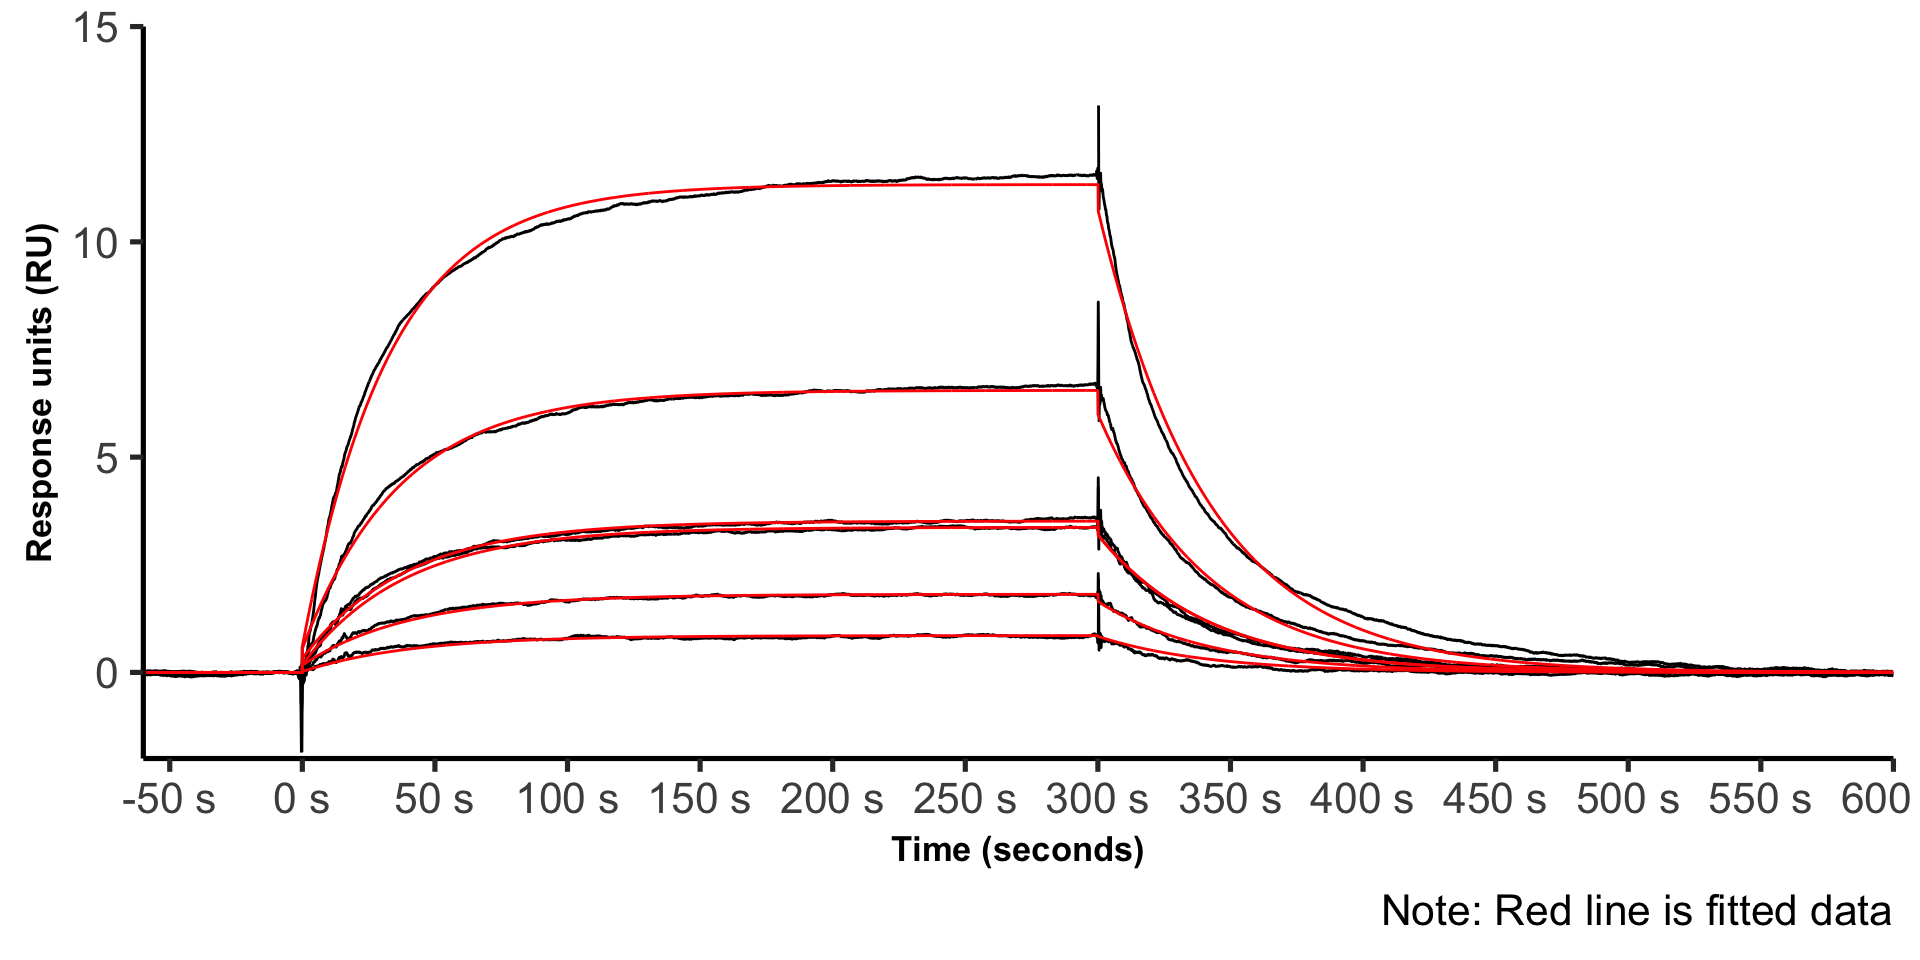 15
10
5
0
Response units (RU)
-50 s 0 s 50 s 100 s 150 s 200 s 250 s 300 s 350 s 400 s 450 s 500 s 550 s 600
Time (seconds)
Note: Red line is fitted data